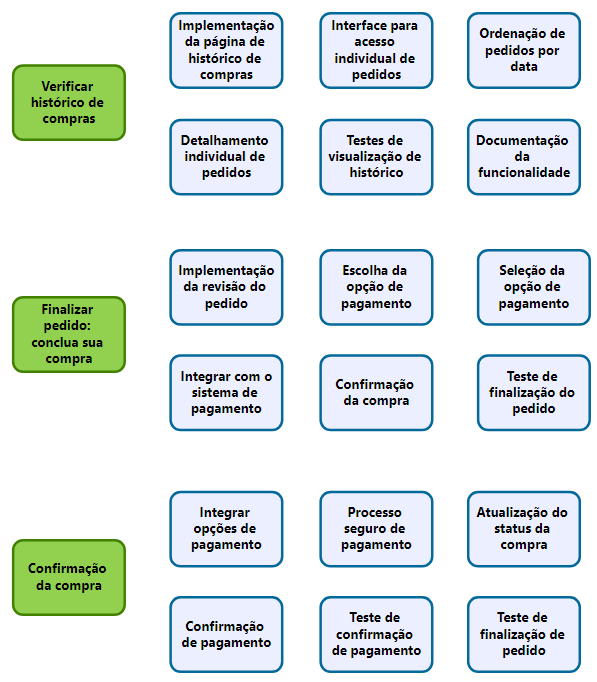 Verificar
histórico de
compras
Implementação
da página de
histórico de
compras
Interface para
acesso
individual de
pedidos
Ordenação de
pedidos por
data
Detalhamento
individual de
pedidos
Testes de
visualização de
histórico
Documentação
da
funcionalidade
Finalizar
pedido:
conclua sua
compra
Implementação
da revisão do
pedido
Escolha da
opção de
pagamento
Seleção da
opção de
pagamento
Integrar com o
sistema de
pagamento
Confirmação
da compra
Teste de
finalização do
pedido
Confirmação
da compra
Integrar
opções de
pagamento
Processo
seguro de
pagamento
Atualização do
status da
compra
Confirmação
de pagamento
Teste de
confirmação
de pagamento
Teste de
finalização de
pedido